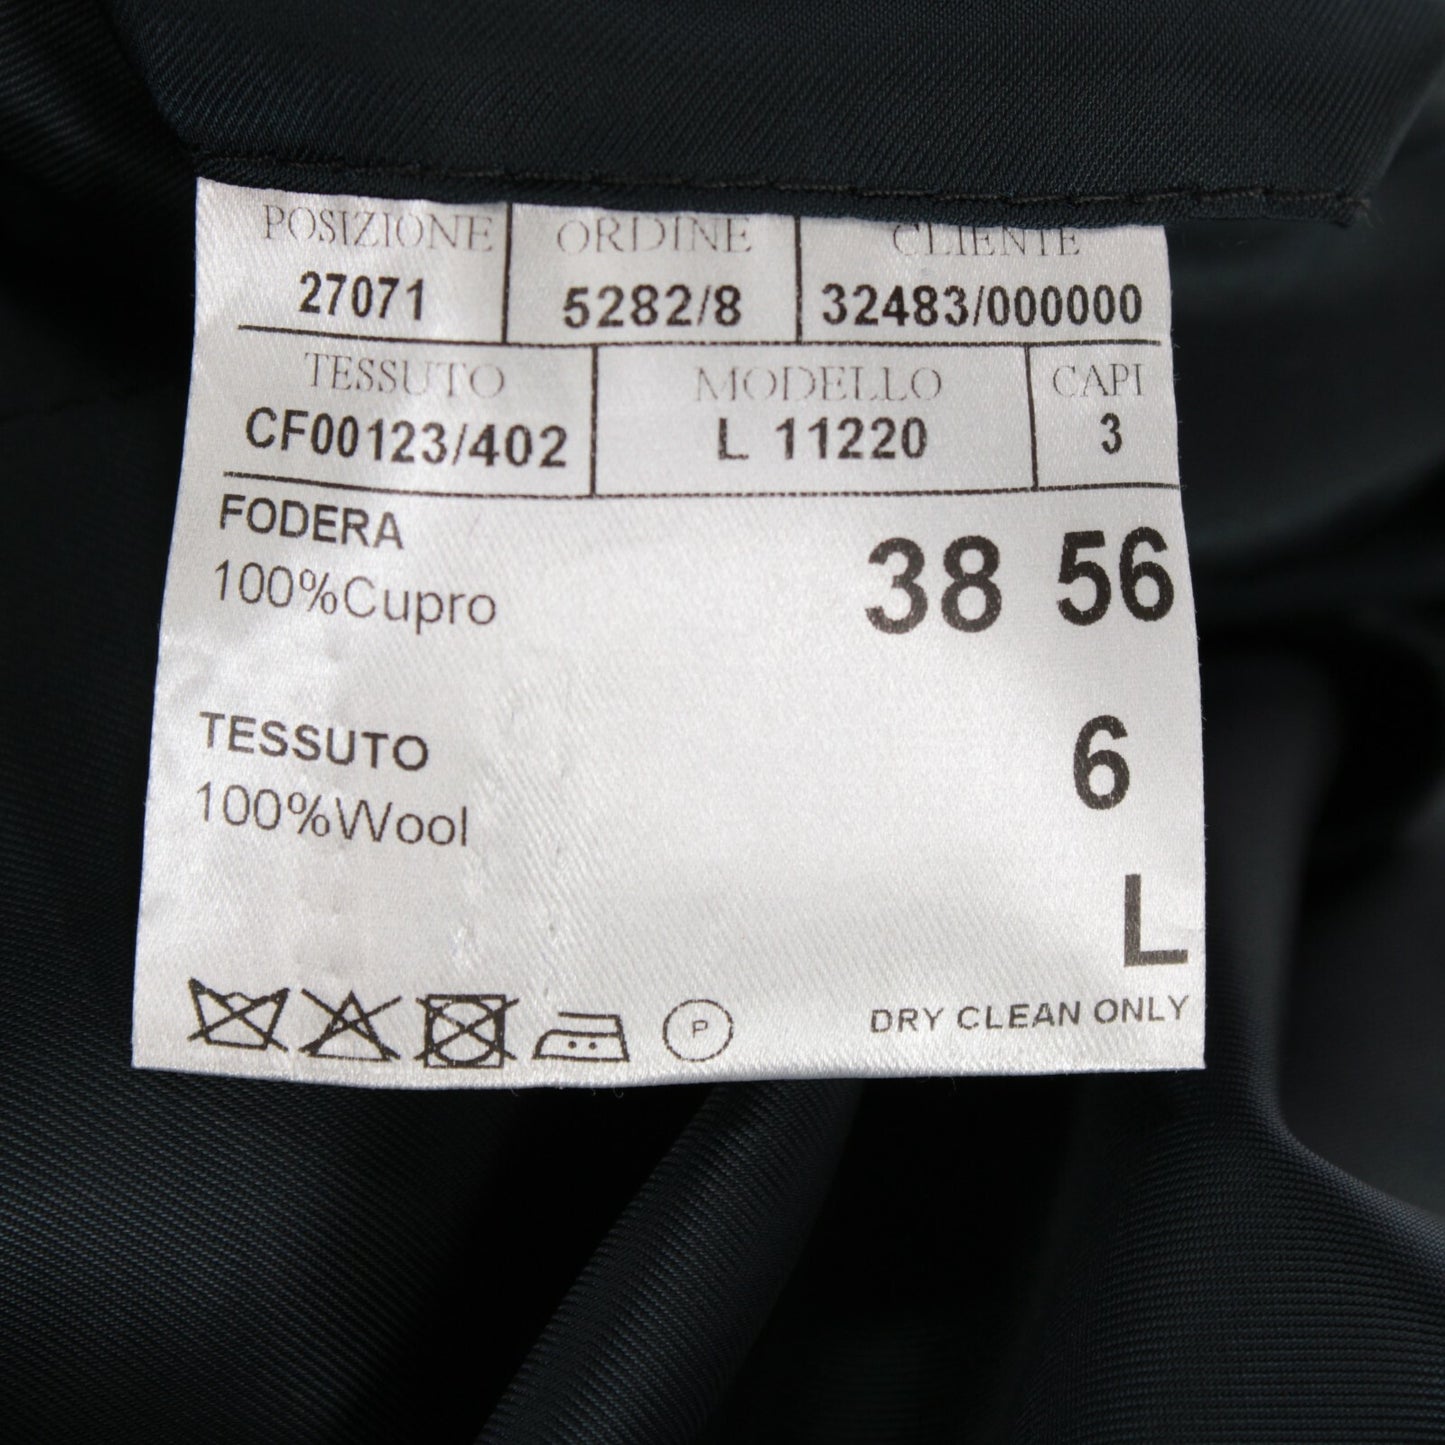 POSIZIONE ORDINE CLIENTE
27071 5282/8 32483/000000
TESSUTO MODELLO CAPI
CF00123/402 L 11220 3
FODERA
100%Cupro
38 56
TESSUTO
100%Wool
6
L
P
DRY CLEAN ONLY